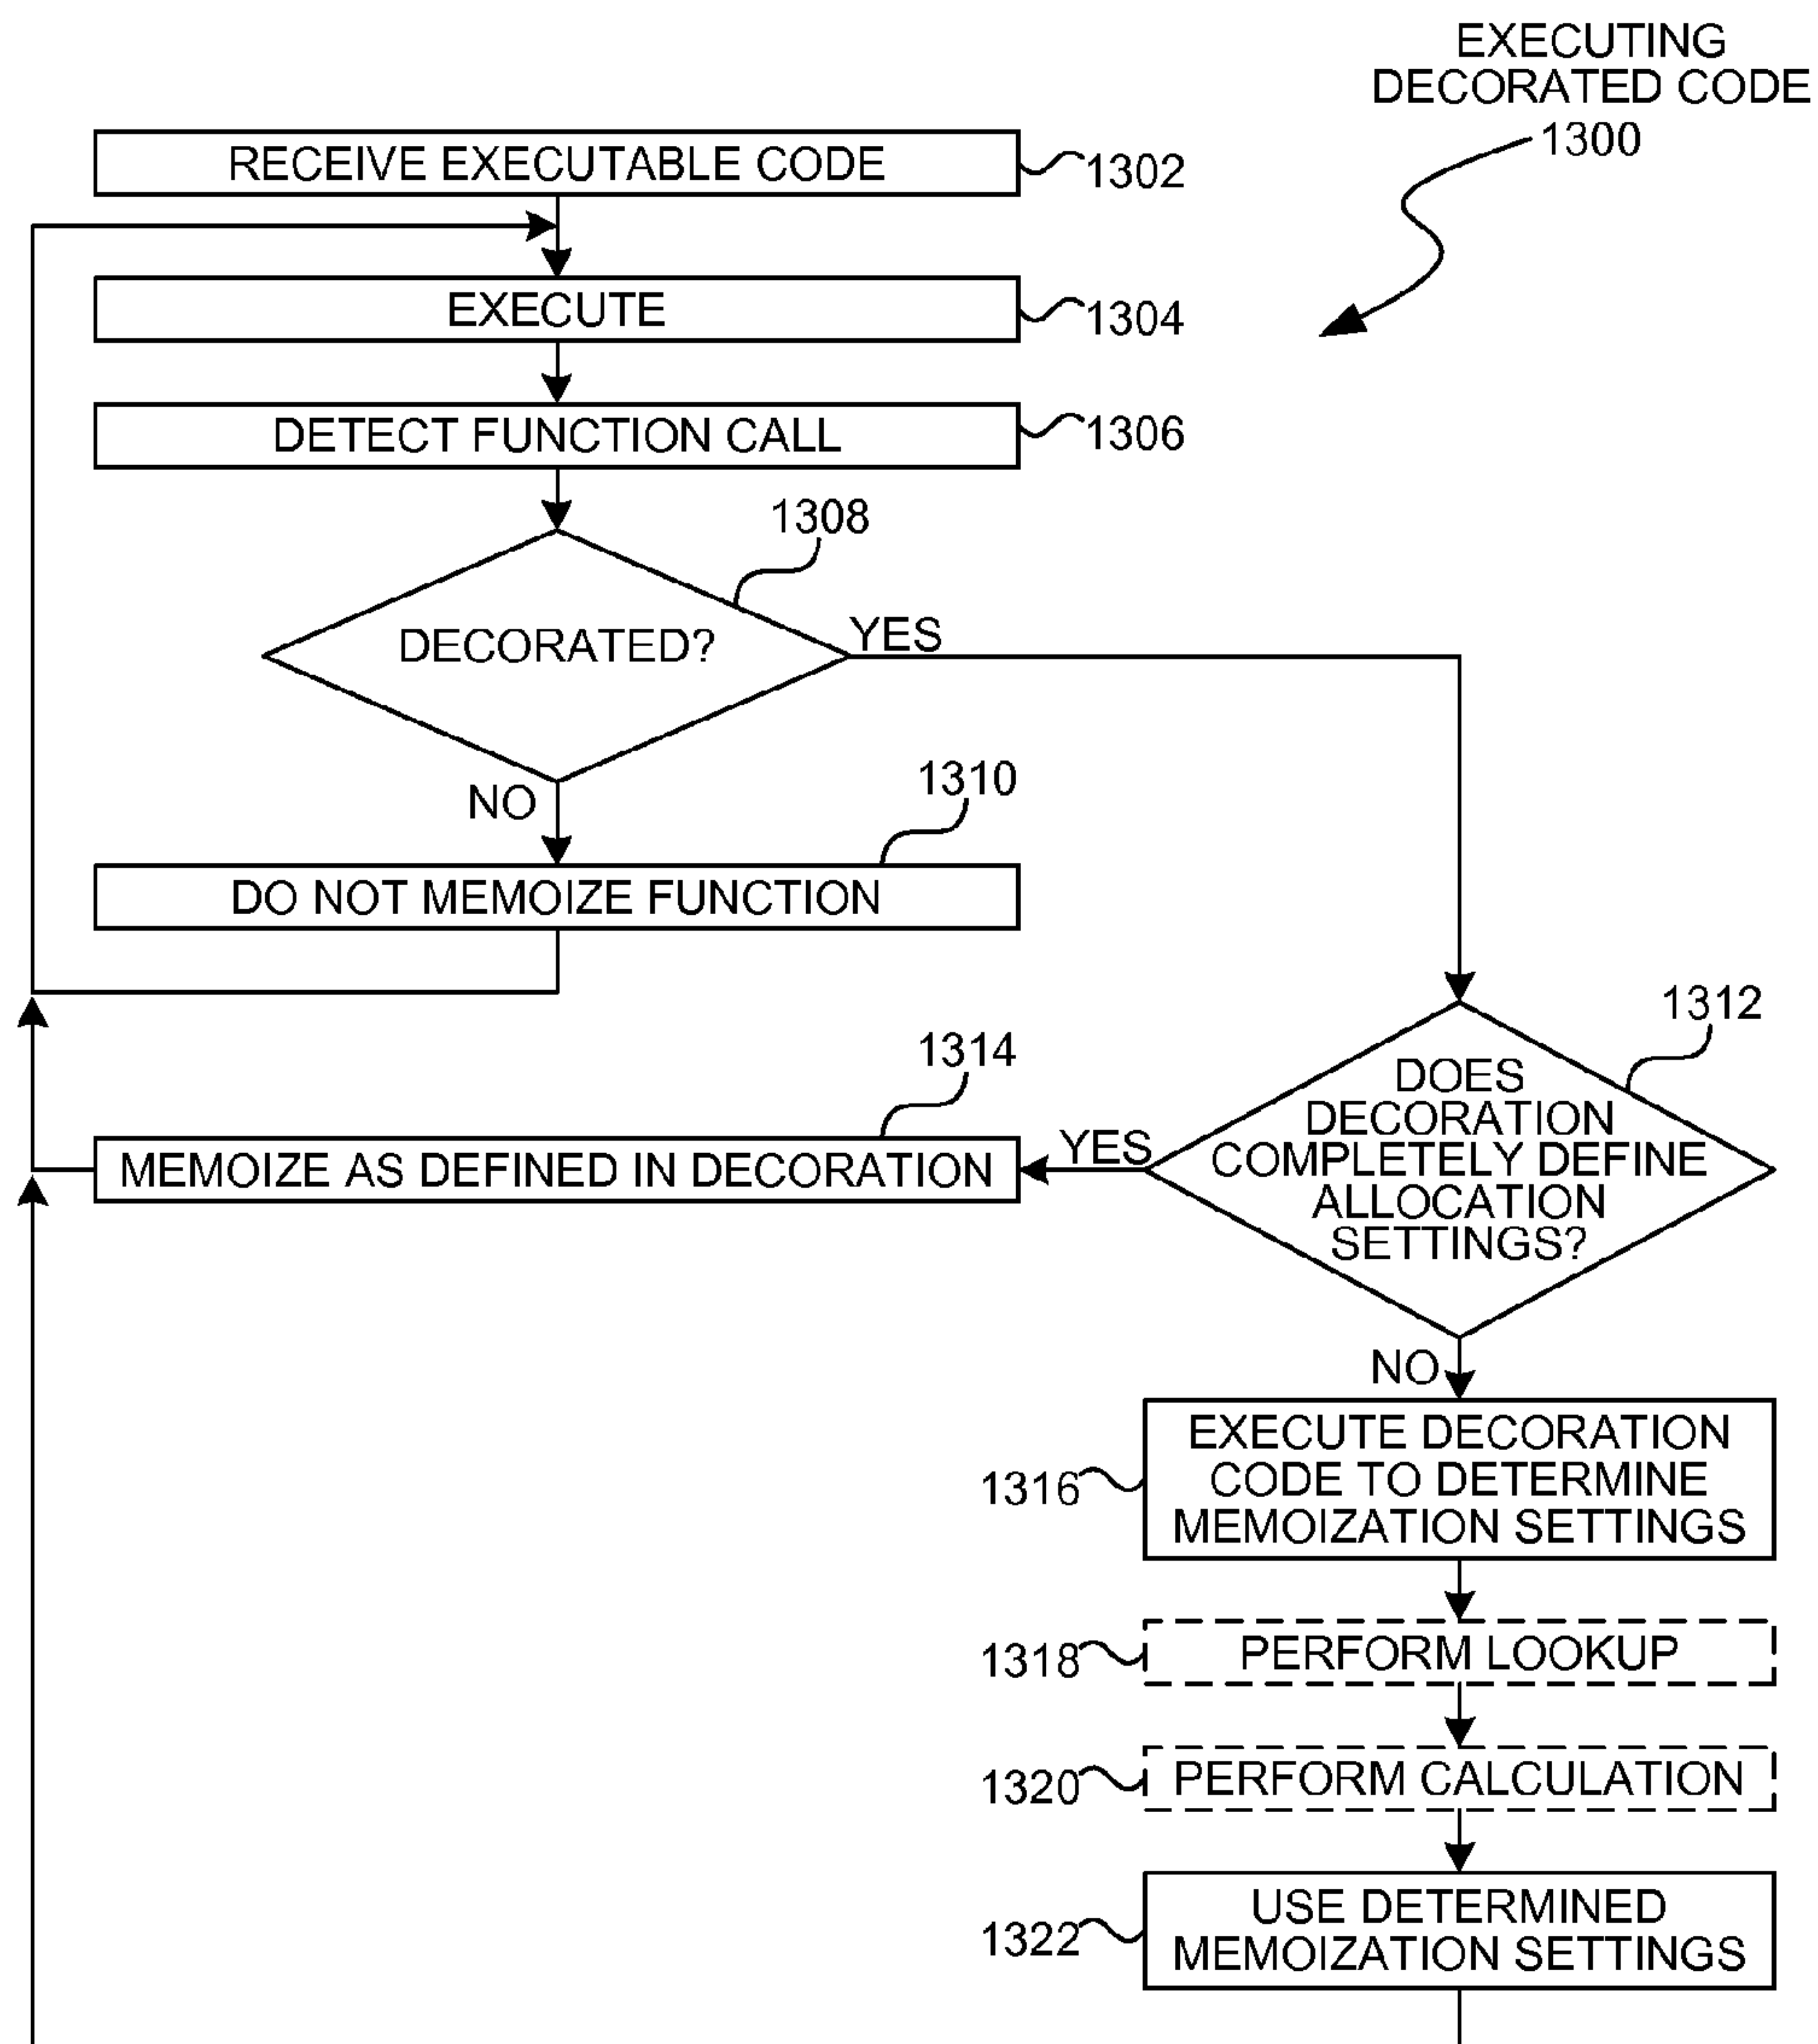 EXECUTING
DECORATED CODE
1300
RECEIVE EXECUTABLE CODE
1302
EXECUTE
1304
DETECT FUNCTION CALL
1306
1308
DECORATED?
YES
NO
1310
DO NOT MEMOIZE FUNCTION
1312
DOES
DECORATION
COMPLETELY DEFINE
ALLOCATION
SETTINGS?
YES
1314
MEMOIZE AS DEFINED IN DECORATION
NO
EXECUTE DECORATION
CODE TO DETERMINE
MEMOIZATION SETTINGS
1316
PERFORM LOOKUP
1318
PERFORM CALCULATION
1320
USE DETERMINED
MEMOIZATION SETTINGS
1322